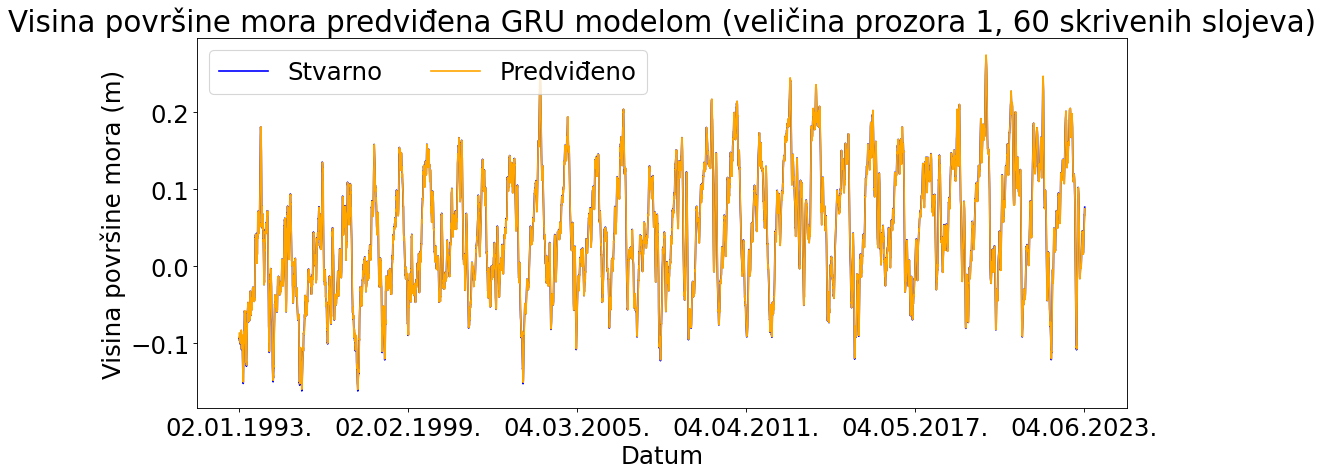 Visina površine mora predviđena GRU modelom (veličina prozora 1, 60 skrivenih slojeva)
Stvarno
Predviđeno
Visina površine mora (m)
0.2
0.1
0.0
−0.1
02.01.1993.
02.02.1999.
04.03.2005.
04.04.2011.
04.05.2017.
04.06.2023.
Datum